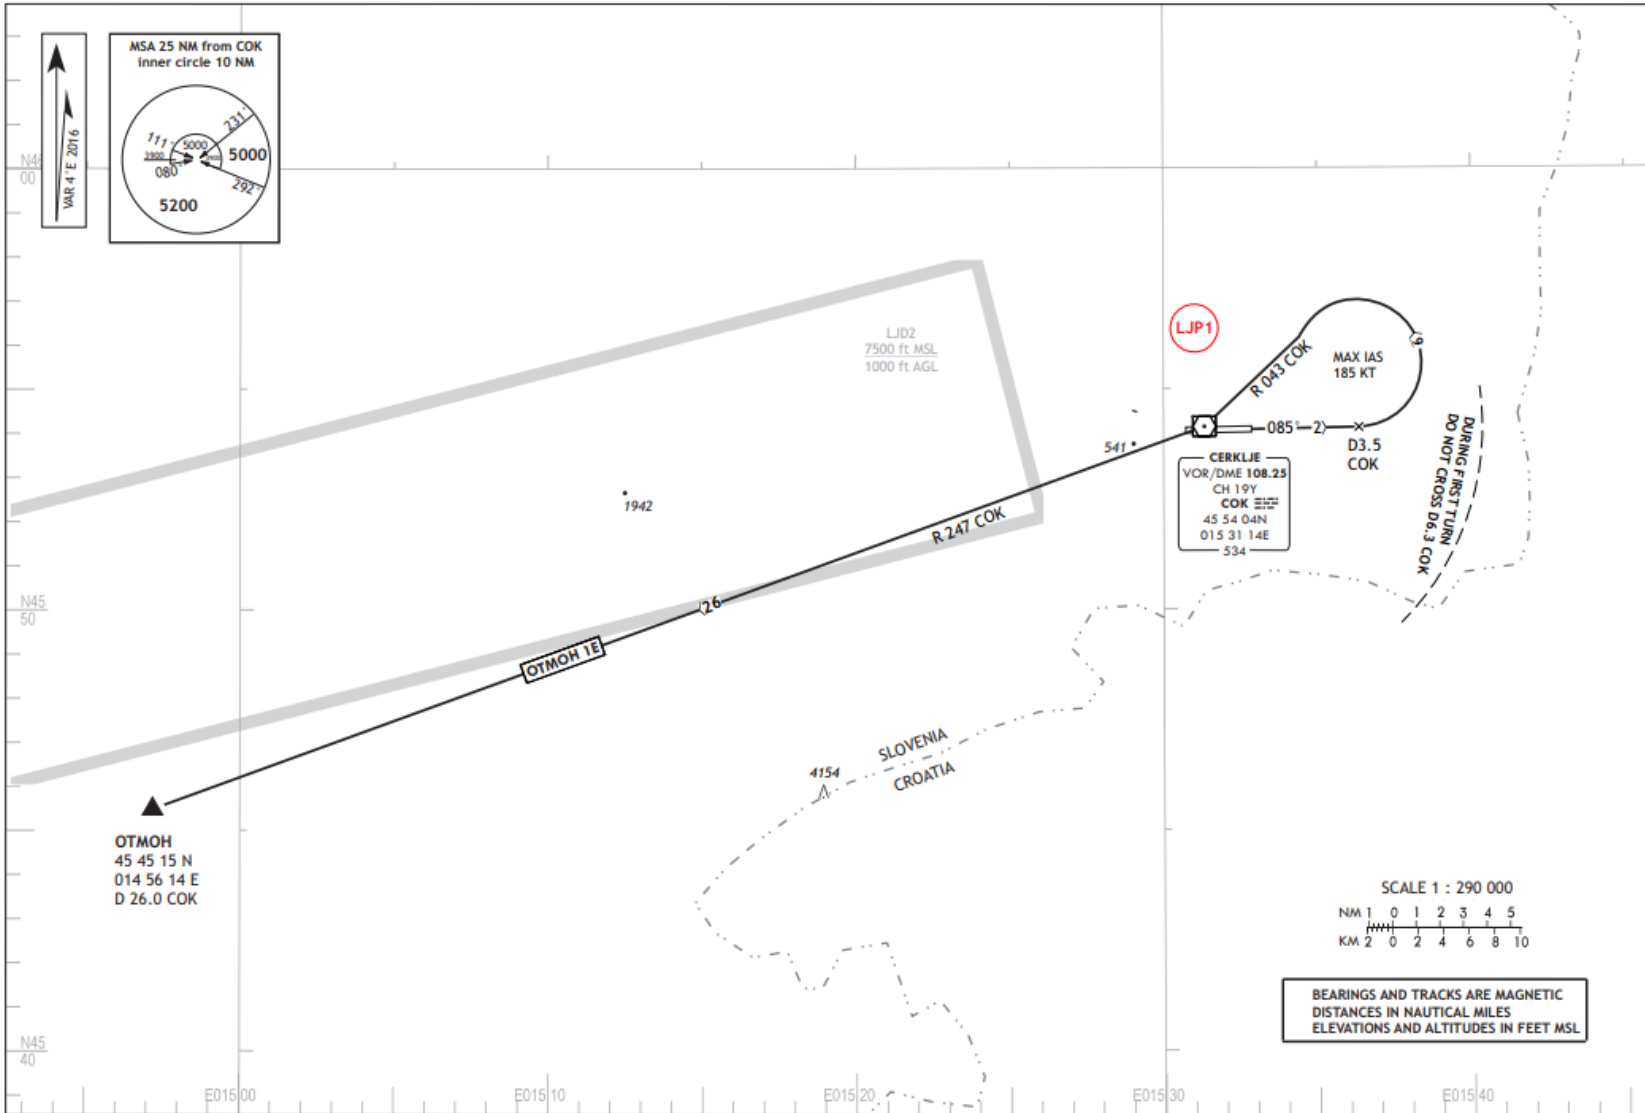 MSA 25 NM from COK
inner circle 10 NM
VAR 4°E 2016
231°
111°
5000
5000
3900
3900
080°
292°
5200
N46
00
LJD2
7500 ft MSL
1000 ft AGL
LJP1
R 043 COK
MAX IAS
185 KT
9
085° 2
D3.5
COK
541
1942
R 247 COK
CERKLJE
VOR/DME 108.25
CH 19Y
COK
45 54 04N
015 31 14E
534
DURING FIRST TURN
DO NOT CROSS D6.3 COK
N45
50
26
OTMOH 1E
SLOVENIA
CROATIA
4154
OTMOH
45 45 15 N
014 56 14 E
D 26.0 COK
SCALE 1 : 290 000
NM 1 0 1 2 3 4 5
KM 2 0 2 4 6 8 10
BEARINGS AND TRACKS ARE MAGNETIC
DISTANCES IN NAUTICAL MILES
ELEVATIONS AND ALTITUDES IN FEET MSL
N45
40
E015 00
E015 10
E015 20
E015 30
E015 40